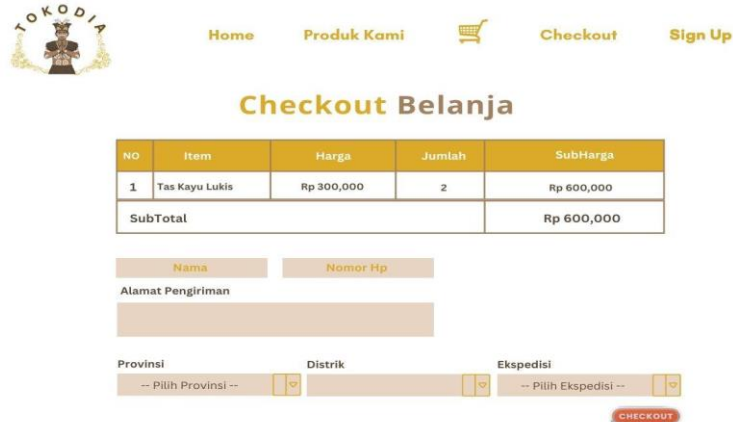 TOKODIA
Home Produk Kami Checkout Sign Up
Checkout Belanja
NO Item Harga Jumlah SubHarga
1 Tas Kayu Lukis Rp 300,000 2 Rp 600,000
SubTotal Rp 600,000
Nama Nomor Hp
Alamat Pengiriman
Provinsi Distrik Ekspedisi
-- Pilih Provinsi -- -- Pilih Ekspedisi --
CHECKOUT